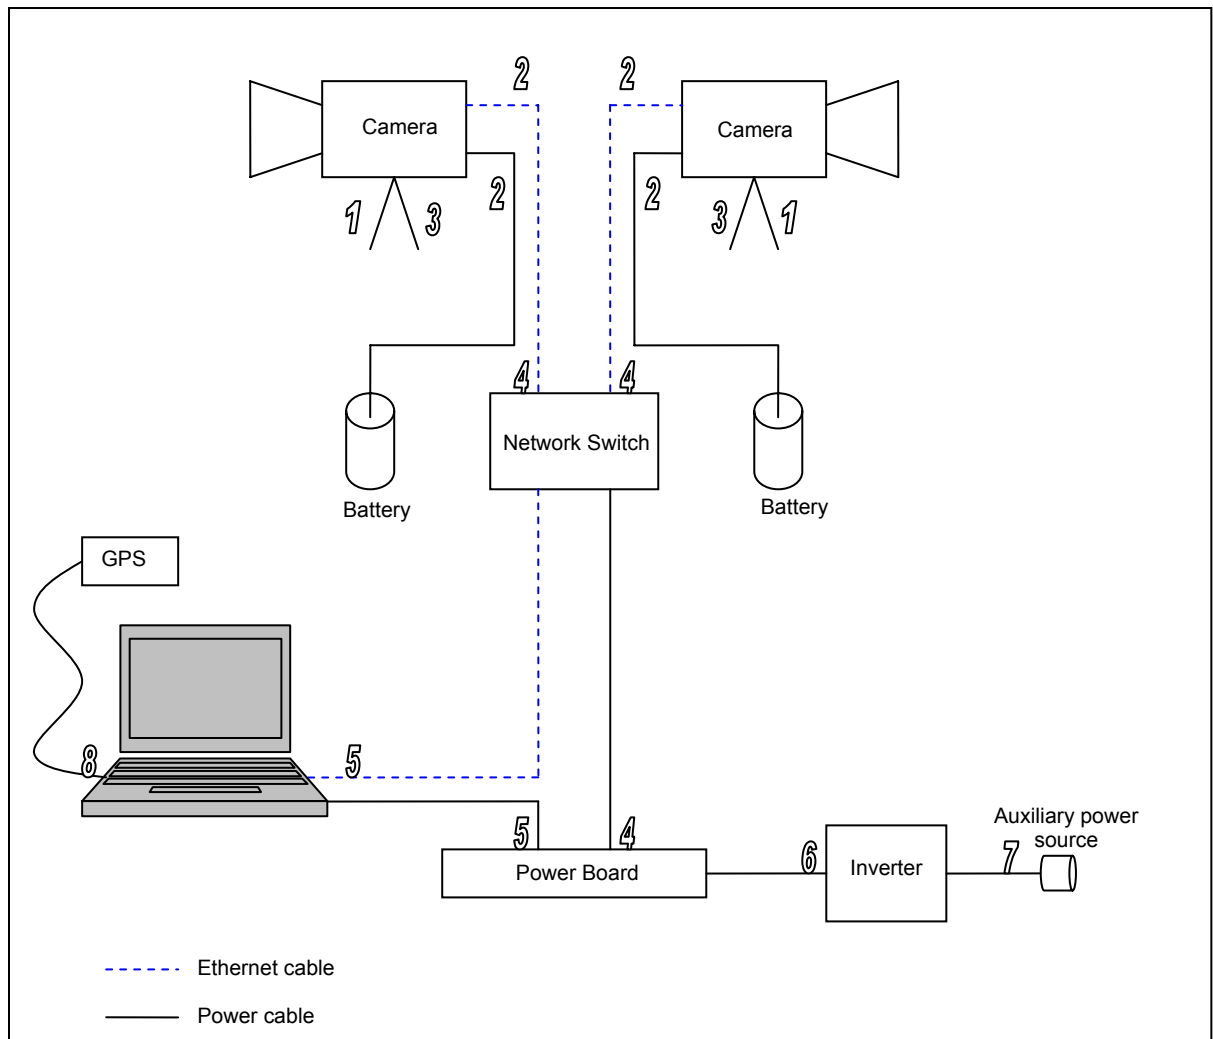 2 2
Camera Camera
2 2
1 3 3 1
4 4
Network Switch
Battery Battery
GPS
8 5
5 4
Auxiliary power
source
6 7
Inverter
Power Board
Ethernet cable
Power cable